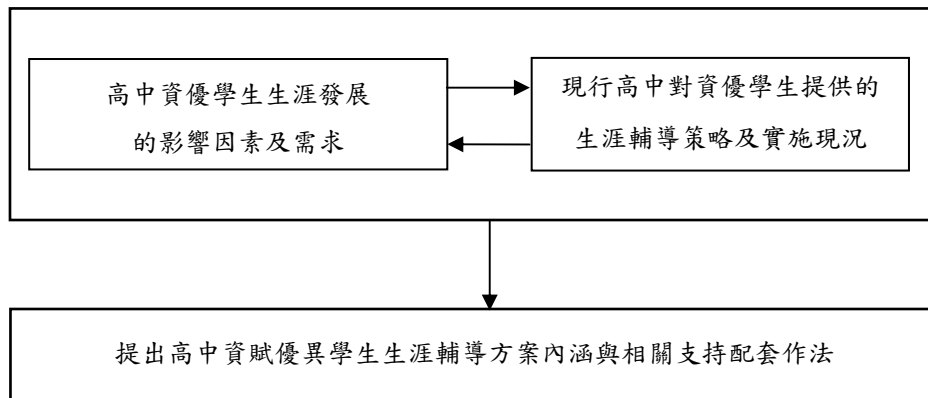 高中資優學生生涯發展
的影響因素及需求
現行高中對資優學生提供的
生涯輔導策略及實施現況
提出高中資賦優異學生生涯輔導方案內涵與相關支持配套作法